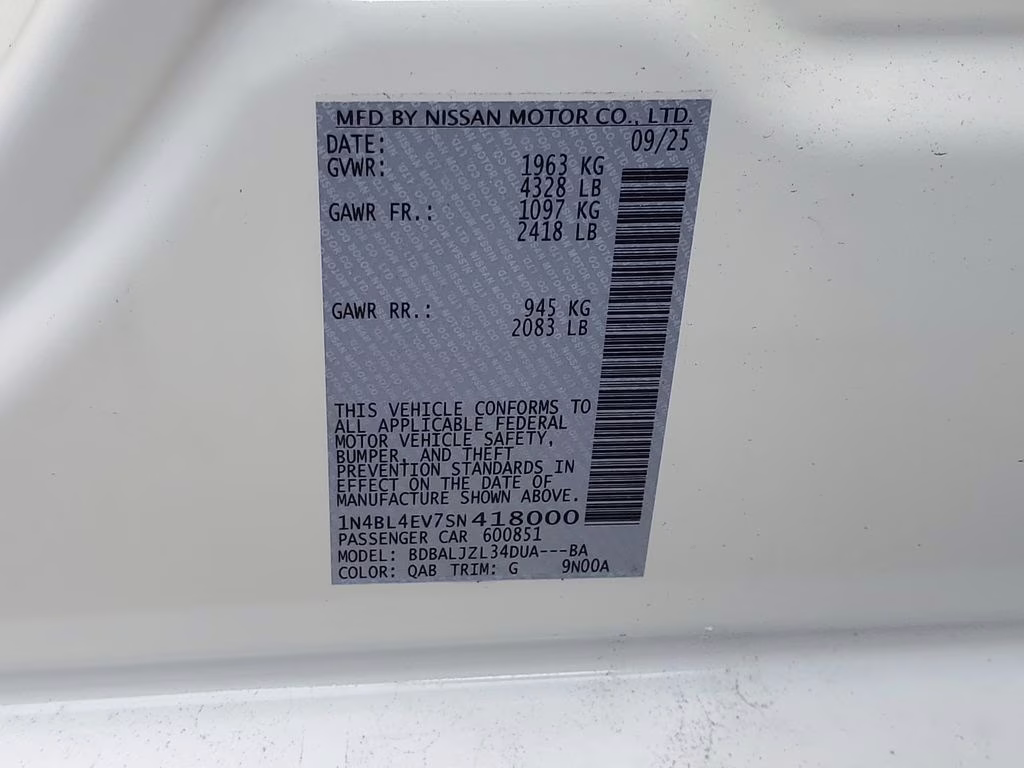 MFD BY NISSAN MOTOR CO., LTD.
DATE: 09/25
GVWR: 1963 KG
4328 LB
GAWR FR.: 1097 KG
2418 LB
GAWR RR.: 945 KG
2083 LB
THIS VEHICLE CONFORMS TO
ALL APPLICABLE FEDERAL
MOTOR VEHICLE SAFETY,
BUMPER, AND THEFT
PREVENTION STANDARDS IN
EFFECT ON THE DATE OF
MANUFACTURE SHOWN ABOVE.
1N4BL4EV7SN418000
PASSENGER CAR 600851
MODEL: BDBALJZL34DUA---BA
COLOR: QAB TRIM: G 9N00A